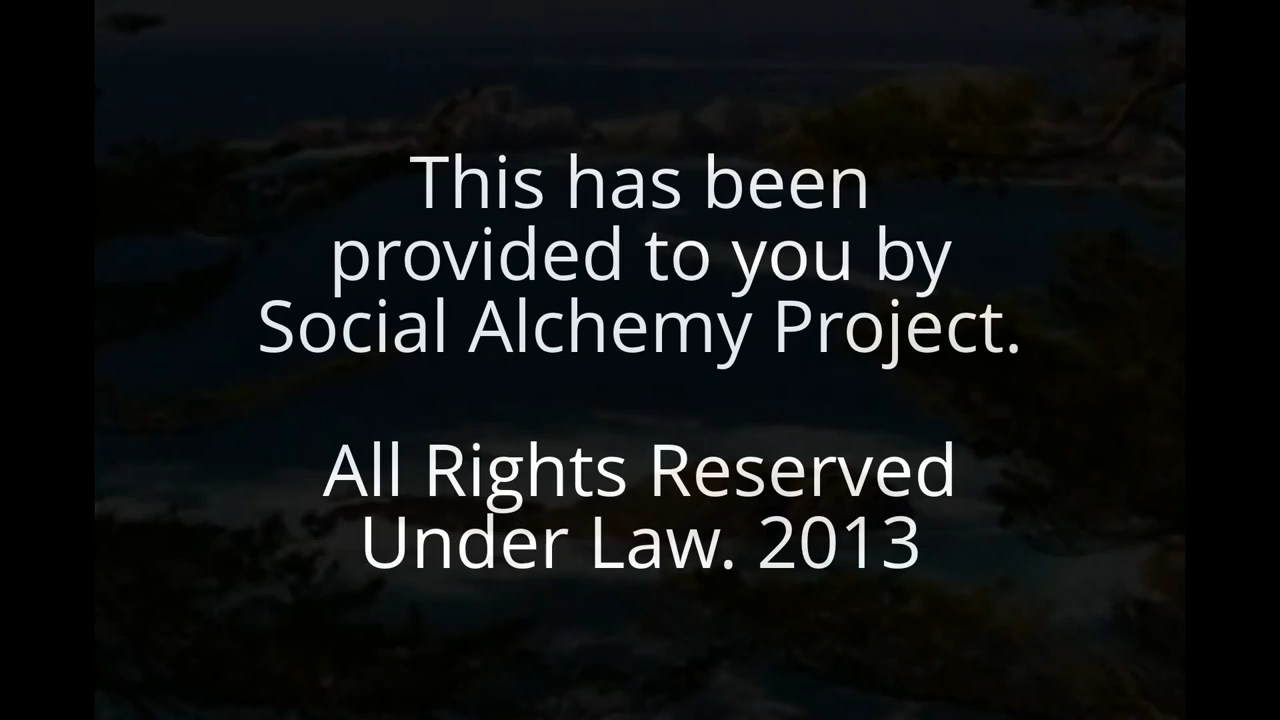 This has been
provided to you by
Social Alchemy Project.
All Rights Reserved
Under Law. 2013